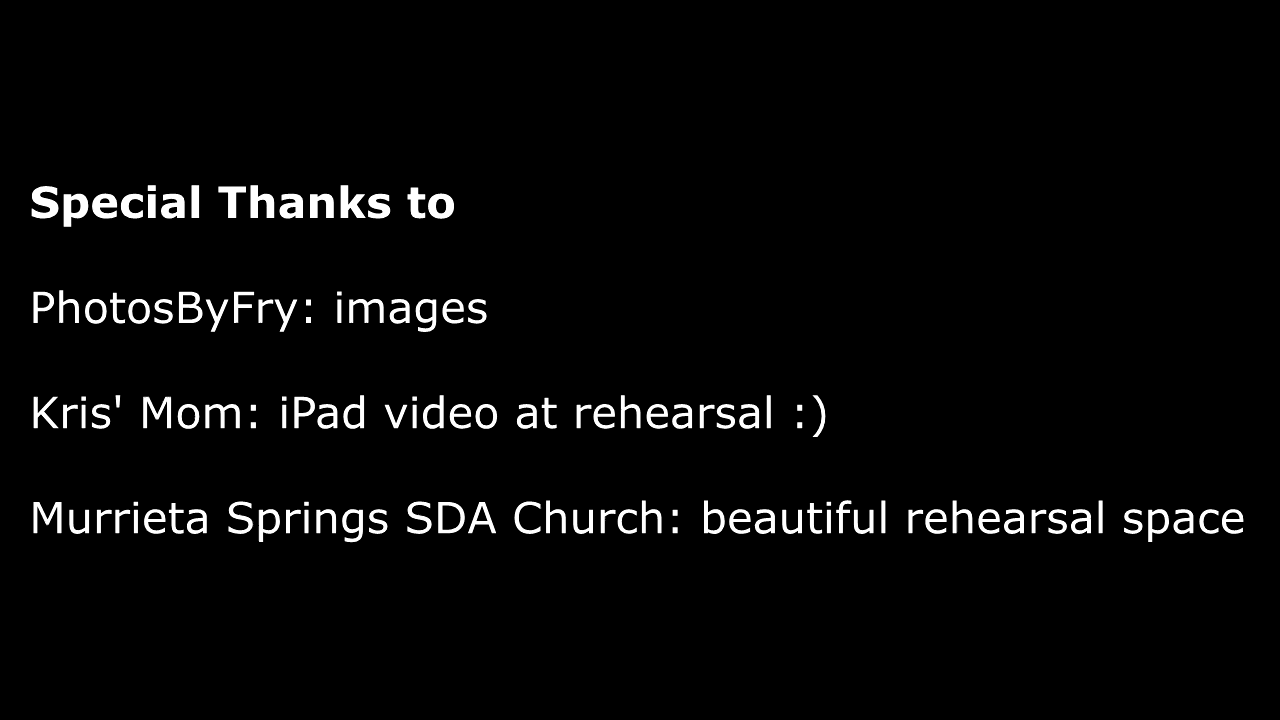 Special Thanks to
PhotosByFry: images
Kris' Mom: iPad video at rehearsal :)
Murrieta Springs SDA Church: beautiful rehearsal space